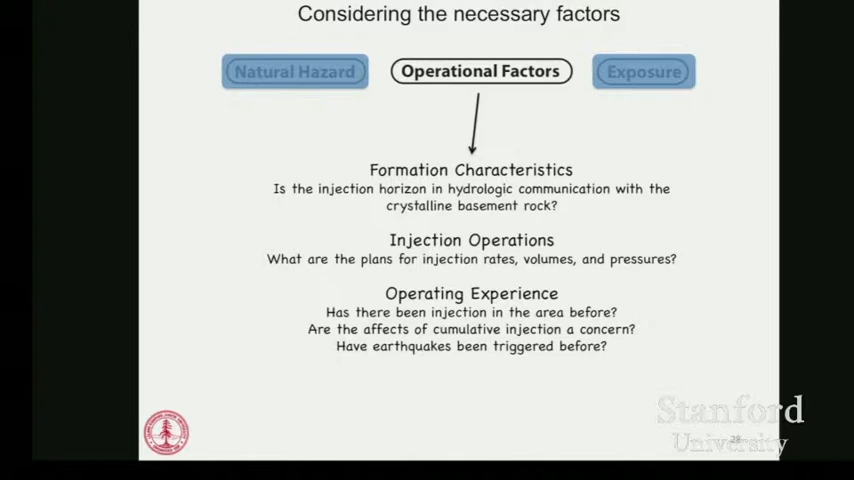 Considering the necessary factors
Natural Hazard
Operational Factors
Exposure
Formation Characteristics
Is the injection horizon in hydrologic communication with the
crystalline basement rock?
Injection Operations
What are the plans for injection rates, volumes, and pressures?
Operating Experience
Has there been injection in the area before?
Are the affects of cumulative injection a concern?
Have earthquakes been triggered before?
Stanford
University
28